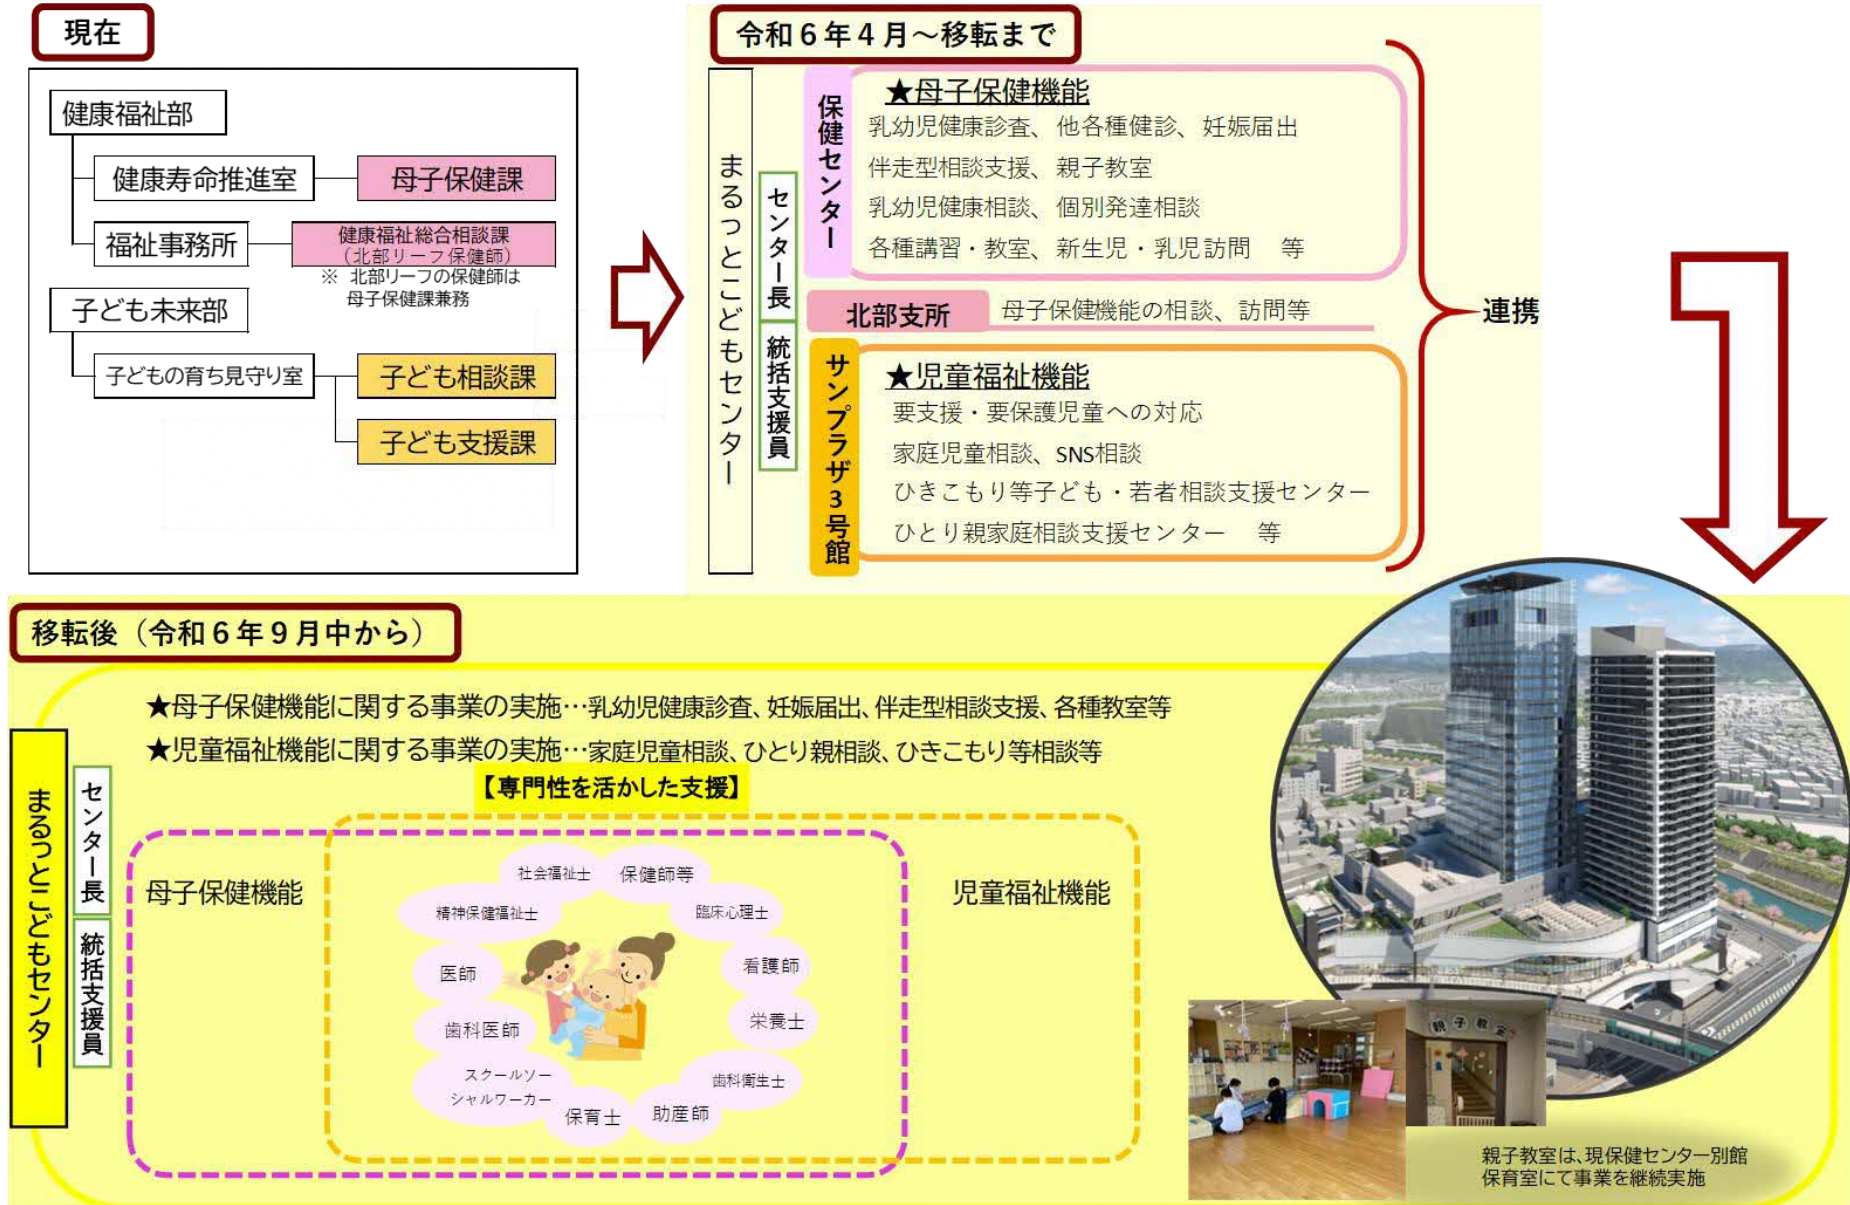 現在
健康福祉部
健康寿命推進室
母子保健課
福祉事務所
健康福祉総合相談課
（北部リーフ保健師）
※ 北部リーフの保健師は
母子保健課兼務
子ども未来部
子どもの育ち見守り室
子ども相談課
子ども支援課
令和６年４月～移転まで
まるっとこどもセンター
センター長
統括支援員
保健センター
★母子保健機能
乳幼児健康診査、他各種健診、妊娠届出
伴走型相談支援、親子教室
乳幼児健康相談、個別発達相談
各種講習・教室、新生児・乳児訪問　等
北部支所
母子保健機能の相談、訪問等
サンプラザ3号館
★児童福祉機能
要支援・要保護児童への対応
家庭児童相談、SNS相談
ひきこもり等子ども・若者相談支援センター
ひとり親家庭相談支援センター　等
連携
移転後（令和６年９月中から）
★母子保健機能に関する事業の実施…乳幼児健康診査、妊娠届出、伴走型相談支援、各種教室等
★児童福祉機能に関する事業の実施…家庭児童相談、ひとり親相談、ひきこもり等相談等
【専門性を活かした支援】
まるっとこどもセンター
センター長
統括支援員
母子保健機能
児童福祉機能
社会福祉士
保健師等
精神保健福祉士
臨床心理士
医師
看護師
歯科医師
栄養士
スクールソー
シャルワーカー
歯科衛生士
保育士
助産師
親子教室
親子教室は、現保健センター別館
保育室にて事業を継続実施